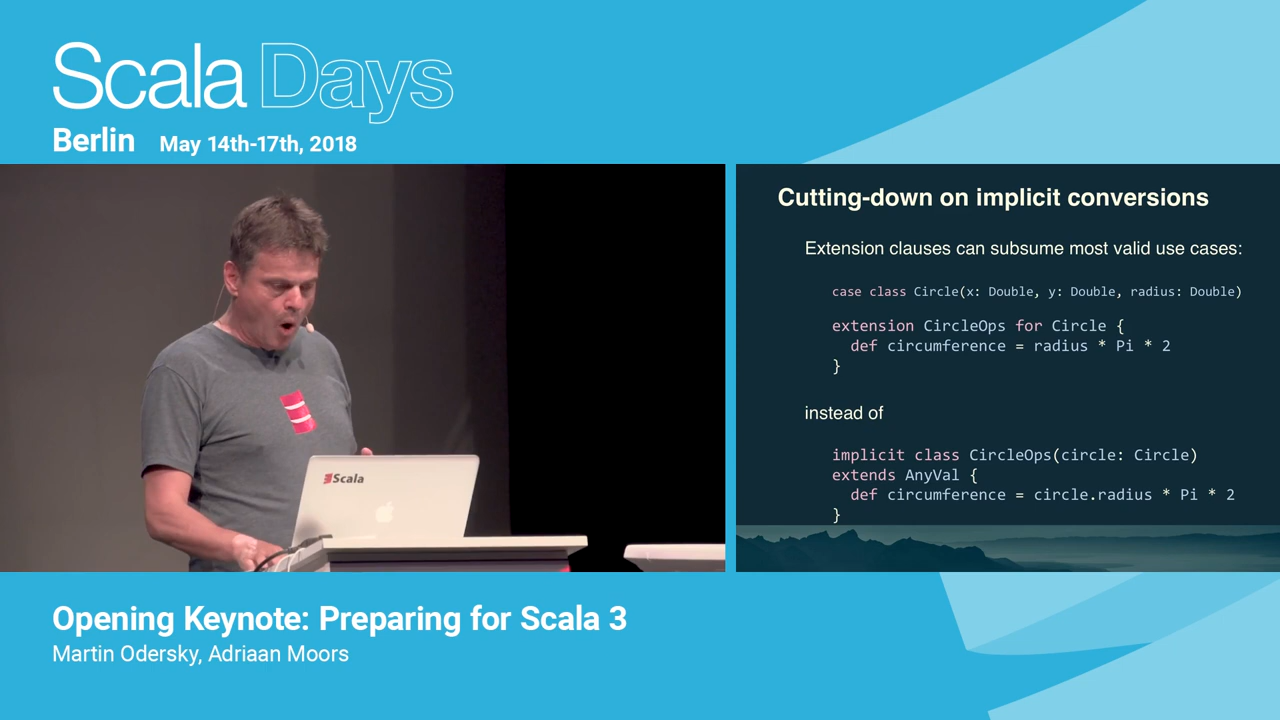 Scala Days
Berlin May 14th-17th, 2018
Cutting-down on implicit conversions
Extension clauses can subsume most valid use cases:
case class Circle(x: Double, y: Double, radius: Double)
extension CircleOps for Circle {
def circumference = radius * Pi * 2
}
instead of
implicit class CircleOps(circle: Circle)
extends AnyVal {
def circumference = circle.radius * Pi * 2
}
Scala
Opening Keynote: Preparing for Scala 3
Martin Odersky, Adriaan Moors